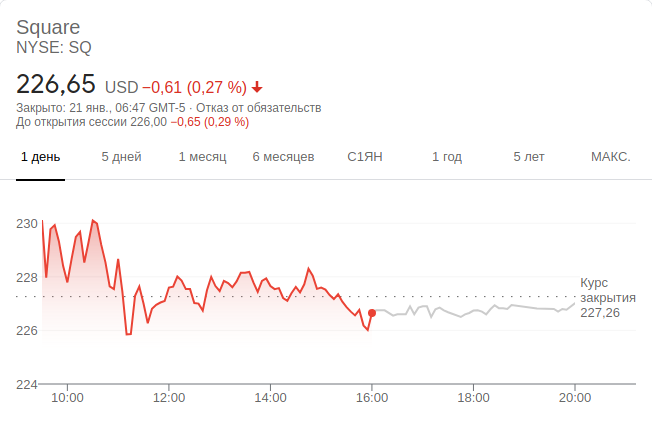 Square
NYSE: SQ
226,65 USD −0,61 (0,27 %)
Закрыто: 21 янв., 06:47 GMT-5 · Отказ от обязательств
До открытия сессии 226,00 −0,65 (0,29 %)
1 день 5 дней 1 месяц 6 месяцев С1ЯН 1 год 5 лет МАКС.
230
228
Курс
закрытия
227,26
226
224
10:00 12:00 14:00 16:00 18:00 20:00